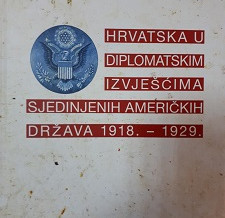 HRVATSKA U
DIPLOMATSKIM
IZVJEŠĆIMA
SJEDINJENIH AMERIČKIH
DRŽAVA 1918. – 1929.